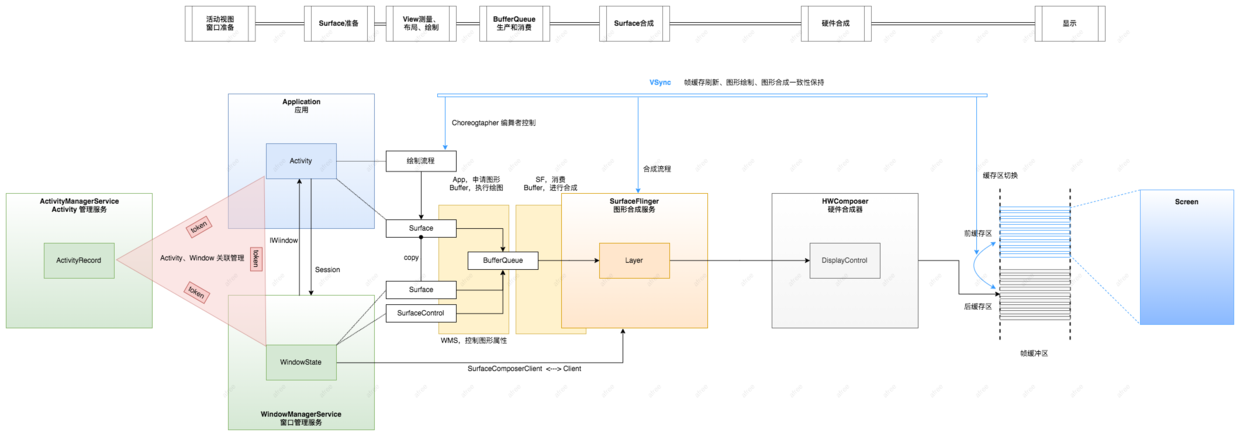 活动视图
窗口准备
Surface准备
View测量、
布局、绘制
BufferQueue
生产和消费
Surface合成
硬件合成
显示
VSync 帧缓存刷新、图形绘制、图形合成一致性保持
Application
应用
Choreogtapher 编舞者控制
Activity
绘制流程
合成流程
缓存区切换
App，申请图形
Buffer，执行绘图
SF，消费
Buffer，进行合成
ActivityManagerService
Activity 管理服务
SurfaceFlinger
图形合成服务
HWComposer
硬件合成器
Screen
token
Surface
前缓存区
IWiindow
Activity、Window 关联管理
token
copy
ActivityRecord
BufferQueue
Layer
DisplayControl
Session
token
Surface
后缓存区
SurfaceControl
WMS，控制图形属性
帧缓冲区
WindowState
SurfaceComposerClient <---> Client
WindowManagerService
窗口管理服务